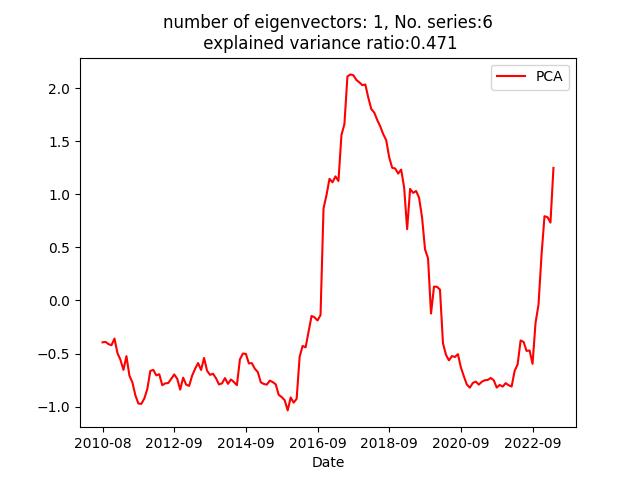 number of eigenvectors: 1, No. series:6
explained variance ratio:0.471
PCA
2.0
1.5
1.0
0.5
0.0
−0.5
−1.0
2010-08 2012-09 2014-09 2016-09 2018-09 2020-09 2022-09
Date